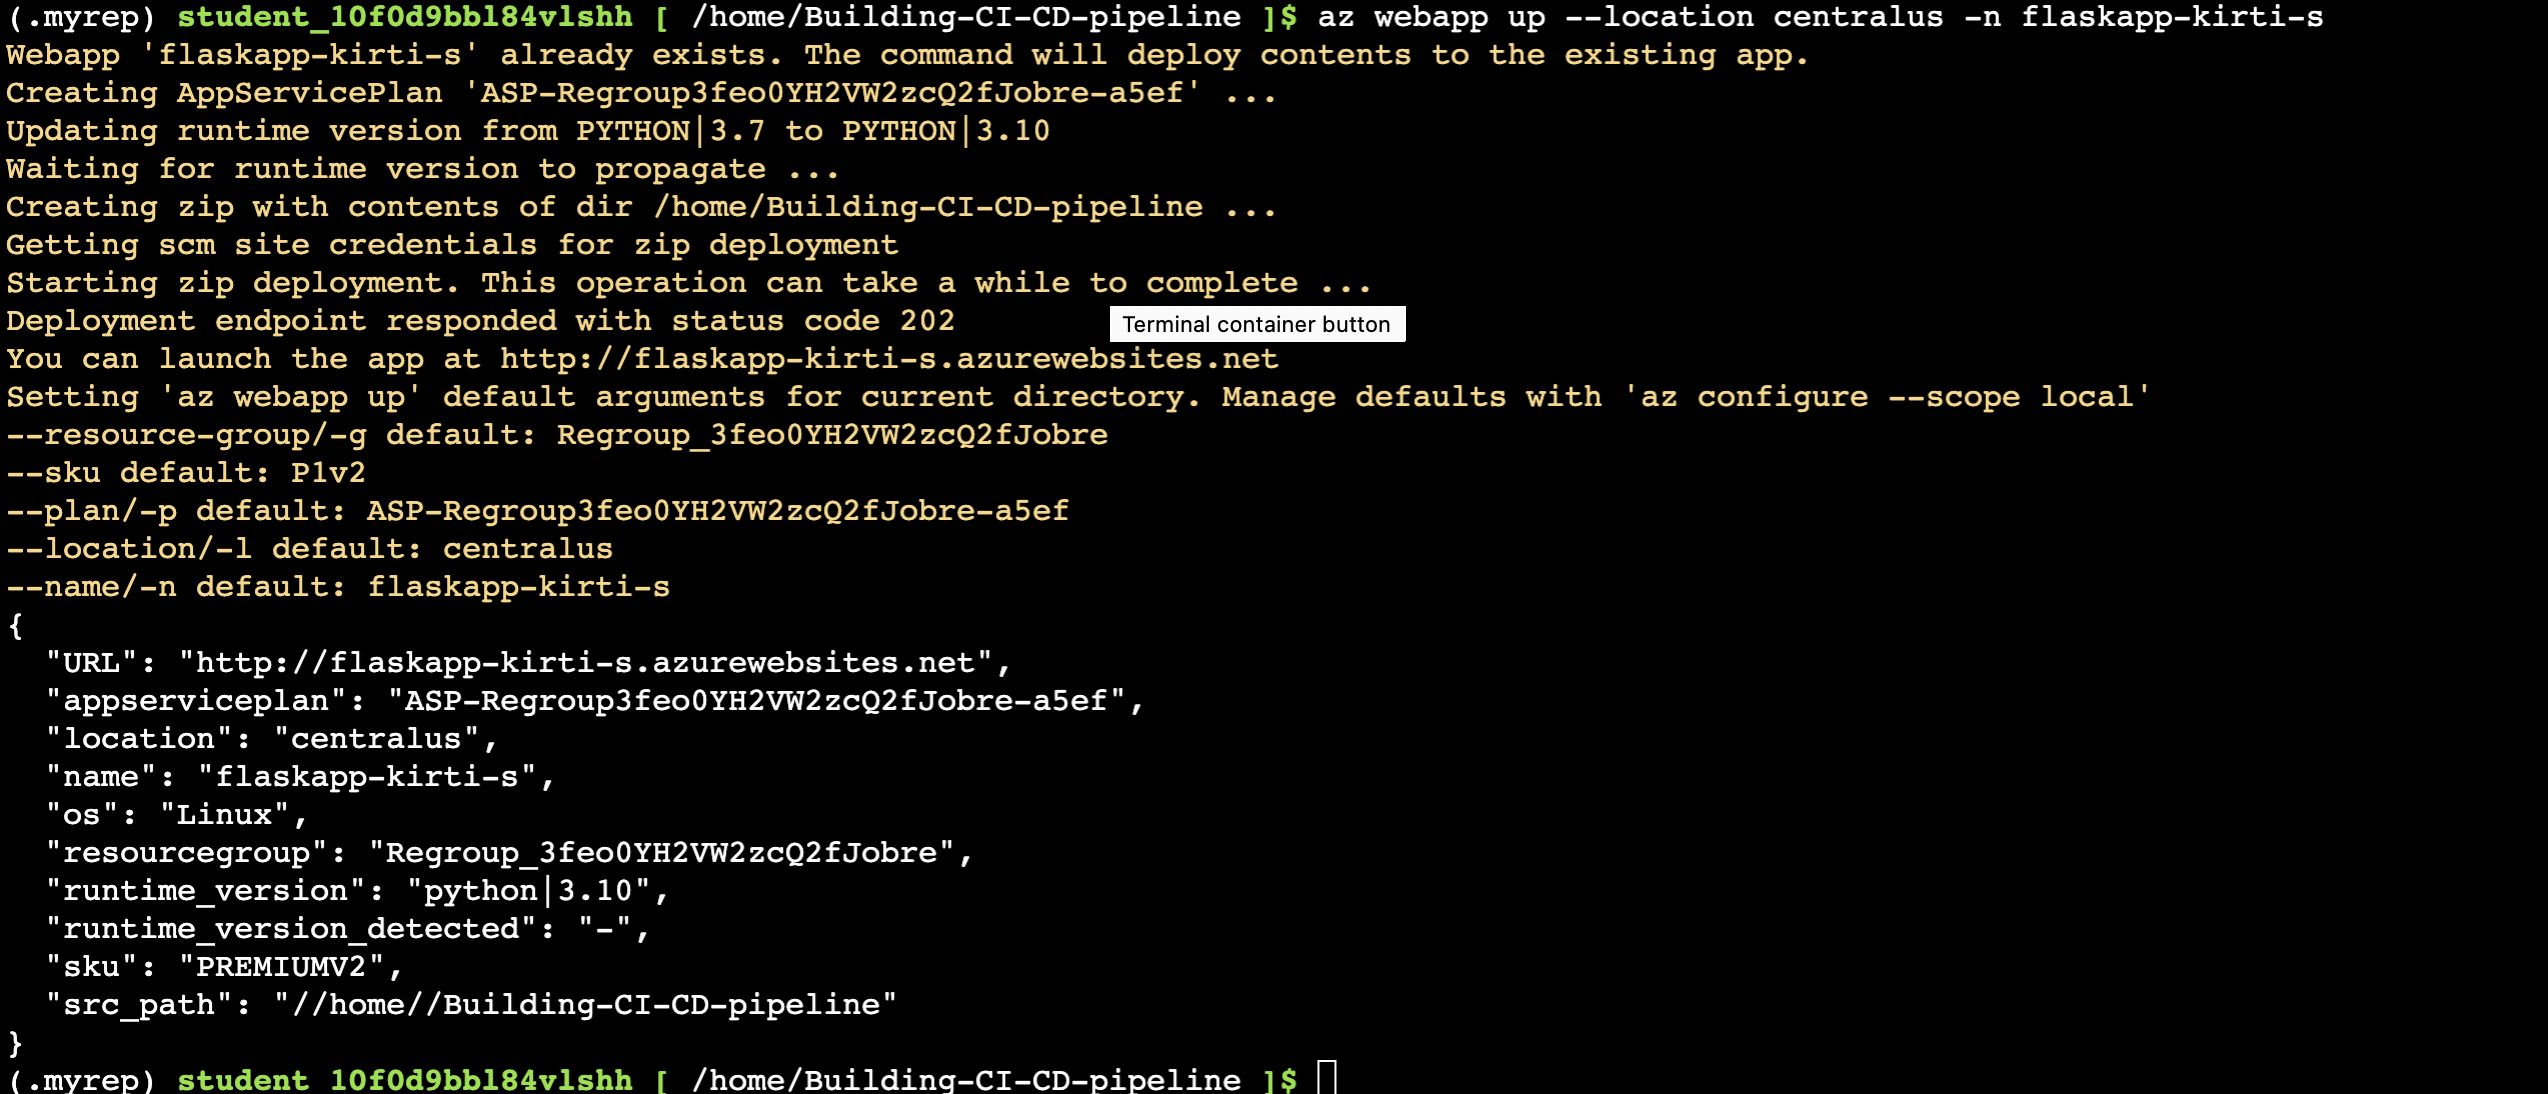 (.myrep) student_10f0d9bbl84vlshh [ /home/Building-CI-CD-pipeline ]$ az webapp up --location centralus -n flaskapp-kirti-s
Webapp 'flaskapp-kirti-s' already exists. The command will deploy contents to the existing app.
Creating AppServicePlan 'ASP-Regroup3feo0YH2VW2zcQ2fJobre-a5ef' ...
Updating runtime version from PYTHON|3.7 to PYTHON|3.10
Waiting for runtime version to propagate ...
Creating zip with contents of dir /home/Building-CI-CD-pipeline ...
Getting scm site credentials for zip deployment
Starting zip deployment. This operation can take a while to complete ...
Deployment endpoint responded with status code 202
Terminal container button
You can launch the app at http://flaskapp-kirti-s.azurewebsites.net
Setting 'az webapp up' default arguments for current directory. Manage defaults with 'az configure --scope local'
--resource-group/-g default: Regroup_3feo0YH2VW2zcQ2fJobre
--sku default: P1v2
--plan/-p default: ASP-Regroup3feo0YH2VW2zcQ2fJobre-a5ef
--location/-l default: centralus
--name/-n default: flaskapp-kirti-s
{
  "URL": "http://flaskapp-kirti-s.azurewebsites.net",
  "appserviceplan": "ASP-Regroup3feo0YH2VW2zcQ2fJobre-a5ef",
  "location": "centralus",
  "name": "flaskapp-kirti-s",
  "os": "Linux",
  "resourcegroup": "Regroup_3feo0YH2VW2zcQ2fJobre",
  "runtime_version": "python|3.10",
  "runtime_version_detected": "-",
  "sku": "PREMIUMV2",
  "src_path": "//home//Building-CI-CD-pipeline"
}
(.myrep) student_10f0d9bbl84vlshh [ /home/Building-CI-CD-pipeline ]$